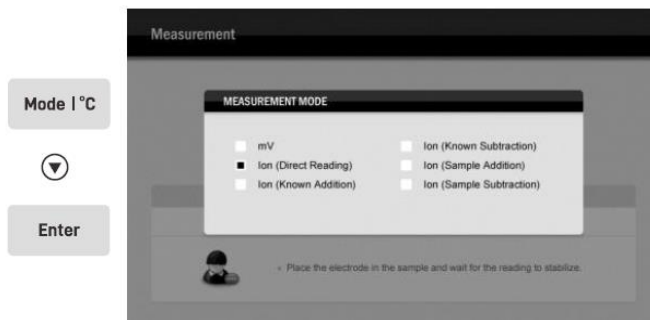 Measurement
Mode | °C
MEASUREMENT MODE
mV
Ion (Known Subtraction)
Ion (Direct Reading)
Ion (Sample Addition)
Ion (Known Addition)
Ion (Sample Subtraction)
Enter
Place the electrode in the sample and wait for the reading to stabilize.